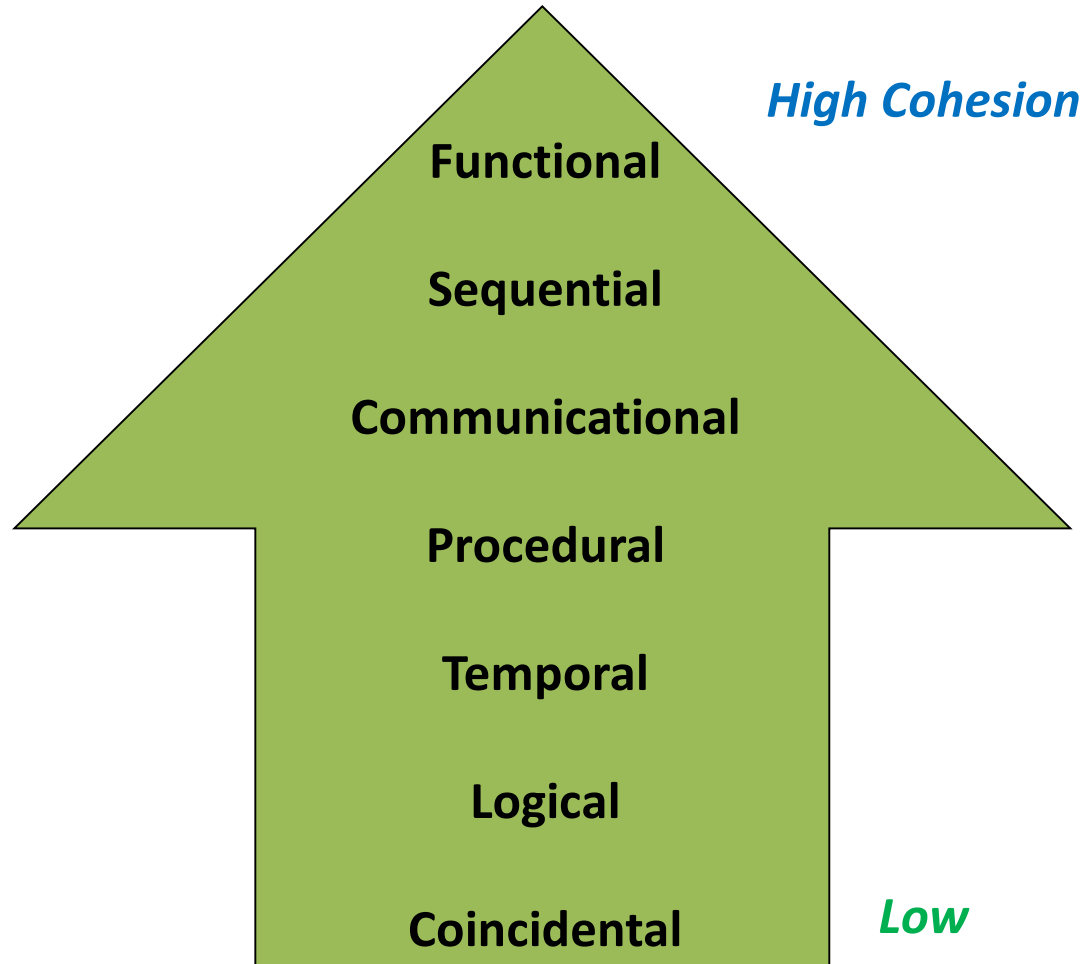 High Cohesion
Functional
Sequential
Communicational
Procedural
Temporal
Logical
Low
Coincidental